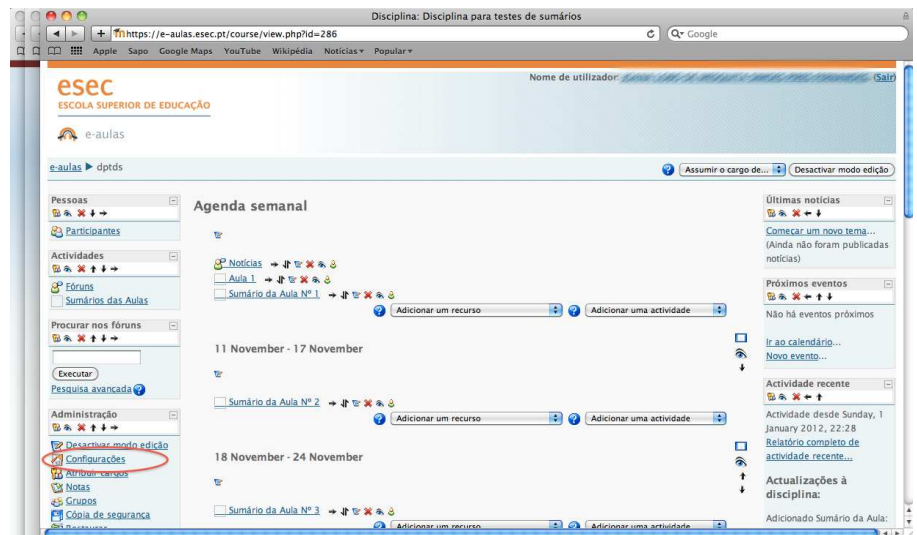 Disciplina: Disciplina para testes de sumários
https://e-aulas.esec.pt/course/view.php?id=286
Google
Apple Sapo Google Maps YouTube Wikipédia Notícias Popular
esec
ESCOLA SUPERIOR DE EDUCAÇÃO
e-aulas
Nome de utilizador:
(Sair)
e-aulas ► dptds
Assumir o cargo de...
Desactivar modo edição
Pessoas
Participantes
Actividades
Fóruns
Sumários das Aulas
Procurar nos fóruns
Executar
Pesquisa avançada
Administração
Desactivar modo edição
Configurações
Atribuir cargos
Notas
Grupos
Cópia de segurança
Restaurar
Agenda semanal
Notícias
Aula 1
Sumário da Aula Nº 1
Adicionar um recurso
Adicionar uma actividade
11 November - 17 November
Sumário da Aula Nº 2
Adicionar um recurso
Adicionar uma actividade
18 November - 24 November
Sumário da Aula Nº 3
Adicionar um recurso
Adicionar uma actividade
Últimas notícias
Começar um novo tema...
(Ainda não foram publicadas
notícias)
Próximos eventos
Não há eventos próximos
Ir ao calendário...
Novo evento...
Actividade recente
Actividade desde Sunday, 1
January 2012, 22:28
Relatório completo de
actividade recente...
Actualizações à
disciplina:
Adicionado Sumário da Aula: